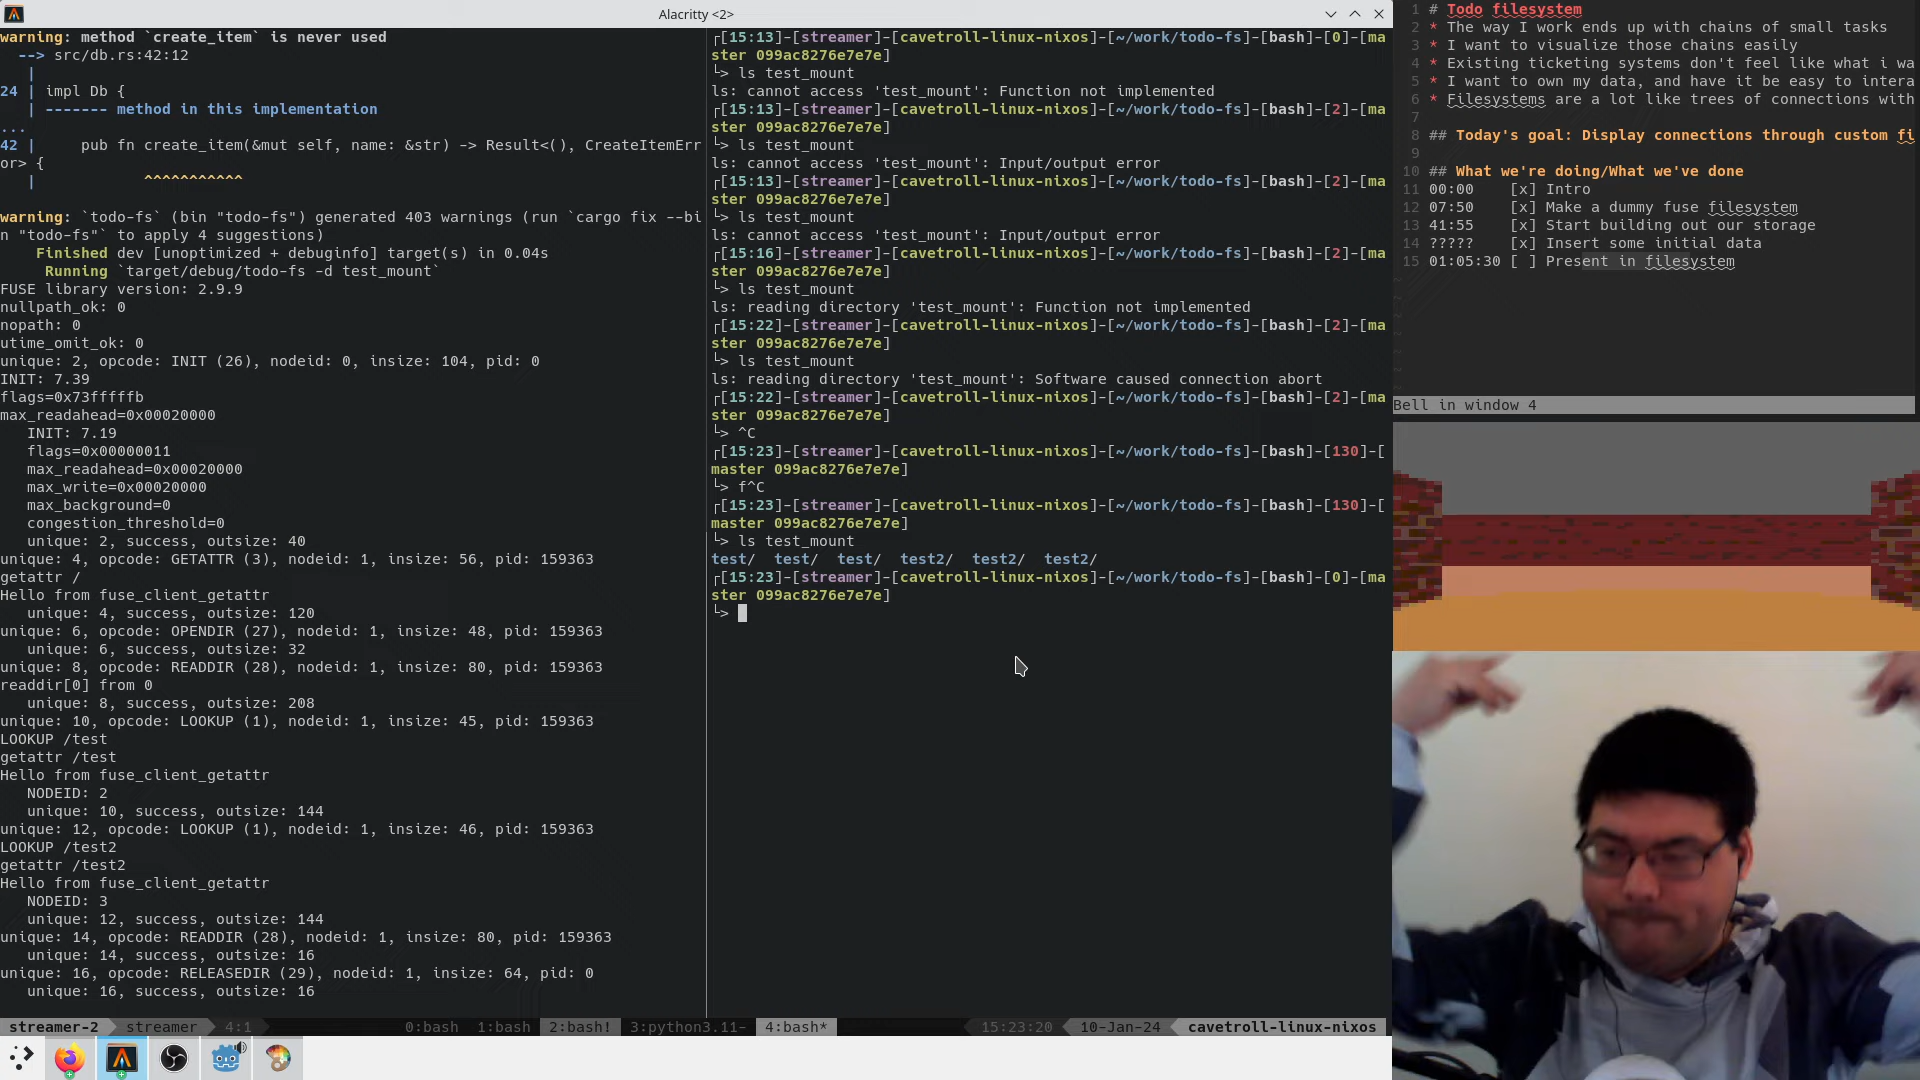 Alacritty <2>
warning: method `create_item` is never used
--> src/db.rs:42:12
|
24 | impl Db {
| ------- method in this implementation
...
42 |     pub fn create_item(&mut self, name: &str) -> Result<(), CreateItemErr
or> {
|            ^^^^^^^^^^^
warning: `todo-fs` (bin "todo-fs") generated 403 warnings (run `cargo fix --bi
n "todo-fs"` to apply 4 suggestions)
Finished dev [unoptimized + debuginfo] target(s) in 0.04s
Running `target/debug/todo-fs -d test_mount`
FUSE library version: 2.9.9
nullpath_ok: 0
nopath: 0
utime_omit_ok: 0
unique: 2, opcode: INIT (26), nodeid: 0, insize: 104, pid: 0
INIT: 7.39
flags=0x73fffffb
max_readahead=0x00020000
INIT: 7.19
flags=0x00000011
max_readahead=0x00020000
max_write=0x00020000
max_background=0
congestion_threshold=0
unique: 2, success, outsize: 40
unique: 4, opcode: GETATTR (3), nodeid: 1, insize: 56, pid: 159363
getattr /
Hello from fuse_client_getattr
unique: 4, success, outsize: 120
unique: 6, opcode: OPENDIR (27), nodeid: 1, insize: 48, pid: 159363
unique: 6, success, outsize: 32
unique: 8, opcode: READDIR (28), nodeid: 1, insize: 80, pid: 159363
readdir[0] from 0
unique: 8, success, outsize: 208
unique: 10, opcode: LOOKUP (1), nodeid: 1, insize: 45, pid: 159363
LOOKUP /test
getattr /test
Hello from fuse_client_getattr
NODEID: 2
unique: 10, success, outsize: 144
unique: 12, opcode: LOOKUP (1), nodeid: 1, insize: 46, pid: 159363
LOOKUP /test2
getattr /test2
Hello from fuse_client_getattr
NODEID: 3
unique: 12, success, outsize: 144
unique: 14, opcode: READDIR (28), nodeid: 1, insize: 80, pid: 159363
unique: 14, success, outsize: 16
unique: 16, opcode: RELEASEDIR (29), nodeid: 1, insize: 64, pid: 0
unique: 16, success, outsize: 16
┌[15:13]-[streamer]-[cavetroll-linux-nixos]-[~/work/todo-fs]-[bash]-[0]-[ma
ster 099ac8276e7e7e]
└> ls test_mount
ls: cannot access 'test_mount': Function not implemented
┌[15:13]-[streamer]-[cavetroll-linux-nixos]-[~/work/todo-fs]-[bash]-[2]-[ma
ster 099ac8276e7e7e]
└> ls test_mount
ls: cannot access 'test_mount': Input/output error
┌[15:13]-[streamer]-[cavetroll-linux-nixos]-[~/work/todo-fs]-[bash]-[2]-[ma
ster 099ac8276e7e7e]
└> ls test_mount
ls: cannot access 'test_mount': Input/output error
┌[15:16]-[streamer]-[cavetroll-linux-nixos]-[~/work/todo-fs]-[bash]-[2]-[ma
ster 099ac8276e7e7e]
└> ls test_mount
ls: reading directory 'test_mount': Function not implemented
┌[15:22]-[streamer]-[cavetroll-linux-nixos]-[~/work/todo-fs]-[bash]-[2]-[ma
ster 099ac8276e7e7e]
└> ls test_mount
ls: reading directory 'test_mount': Software caused connection abort
┌[15:22]-[streamer]-[cavetroll-linux-nixos]-[~/work/todo-fs]-[bash]-[2]-[ma
ster 099ac8276e7e7e]
└> ^C
┌[15:23]-[streamer]-[cavetroll-linux-nixos]-[~/work/todo-fs]-[bash]-[130]-[
master 099ac8276e7e7e]
└> f^C
┌[15:23]-[streamer]-[cavetroll-linux-nixos]-[~/work/todo-fs]-[bash]-[130]-[
master 099ac8276e7e7e]
└> ls test_mount
test/  test/  test/  test2/  test2/  test2/
┌[15:23]-[streamer]-[cavetroll-linux-nixos]-[~/work/todo-fs]-[bash]-[0]-[ma
ster 099ac8276e7e7e]
└>
streamer-2 streamer 4:1 0:bash 1:bash 2:bash! 3:python3.11- 4:bash* 15:23:20 10-Jan-24 cavetroll-linux-nixos
1 # Todo filesystem
2 * The way I work ends up with chains of small tasks
3 * I want to visualize those chains easily
4 * Existing ticketing systems don't feel like what i wa
5 * I want to own my data, and have it be easy to intera
6 * Filesystems are a lot like trees of connections with
7
8 ## Today's goal: Display connections through custom fi
9
10 ## What we're doing/What we've done
11 00:00    [x] Intro
12 07:50    [x] Make a dummy fuse filesystem
13 41:55    [x] Start building out our storage
14 ?????    [x] Insert some initial data
15 01:05:30 [ ] Present in filesystem
~
~
~
~
~
~
~
Bell in window 4